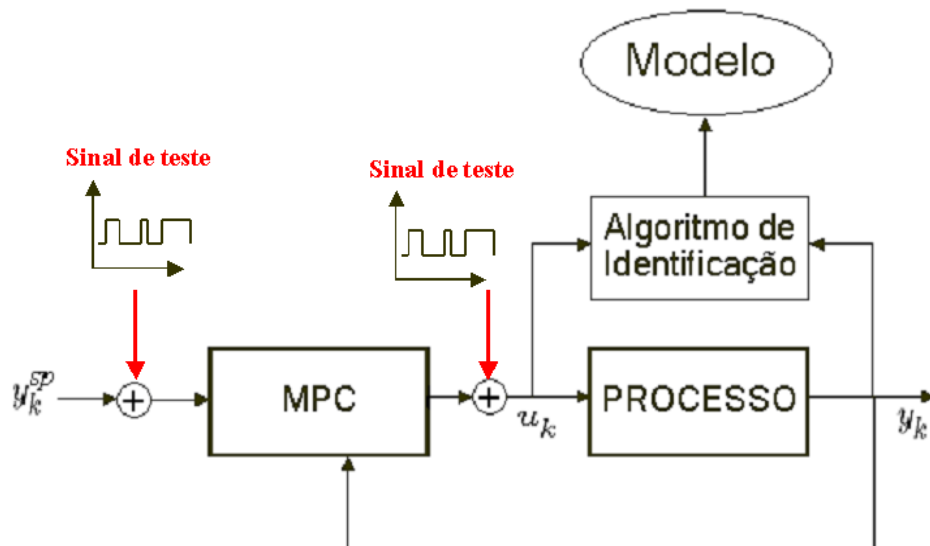 Modelo
Sinal de teste
Sinal de teste
Algoritmo de
Identificação
y_k^{sp}
+
MPC
+
u_k
PROCESSO
y_k